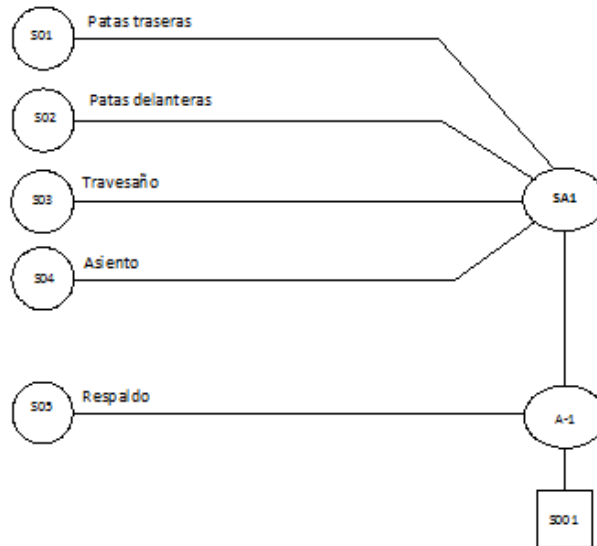 S01
Patas traseras
S02
Patas delanteras
S03
Travesaño
SA1
S04
Asiento
S05
Respaldo
A-1
S001